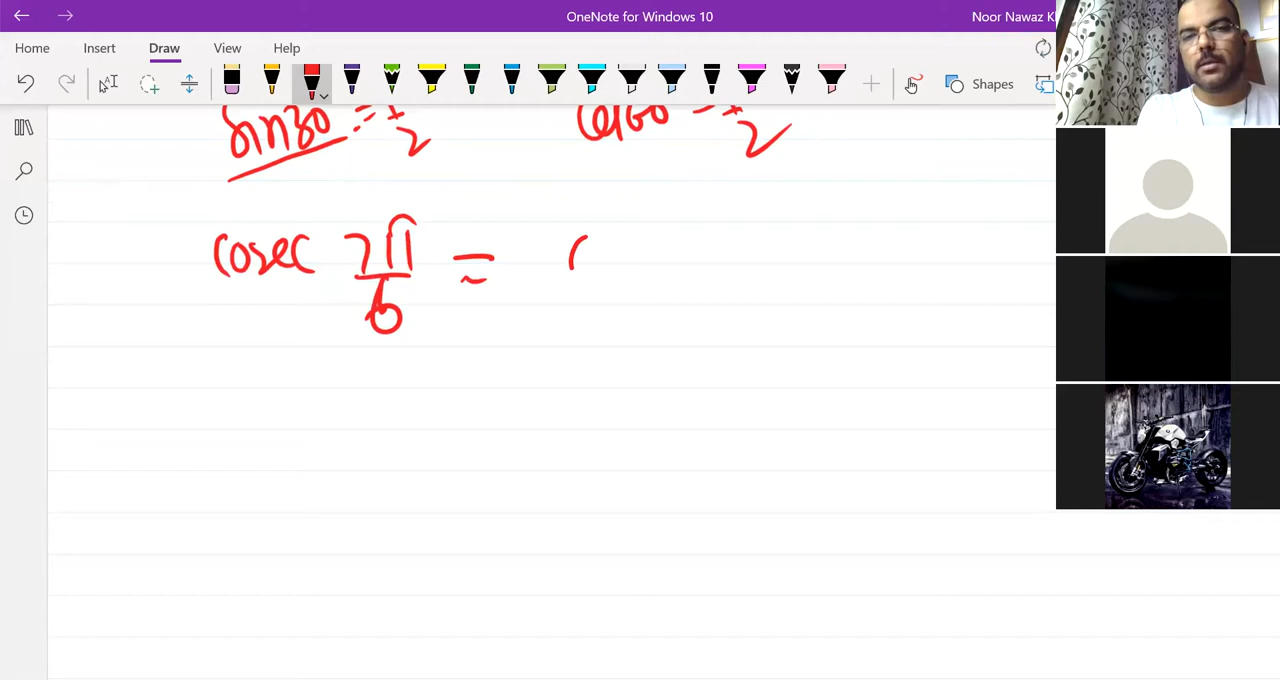 OneNote for Windows 10
Noor Nawaz K
Home Insert Draw View Help
Shapes
sin30 = 1/2
cos60 = 1/2
cosec 7π/6 = (